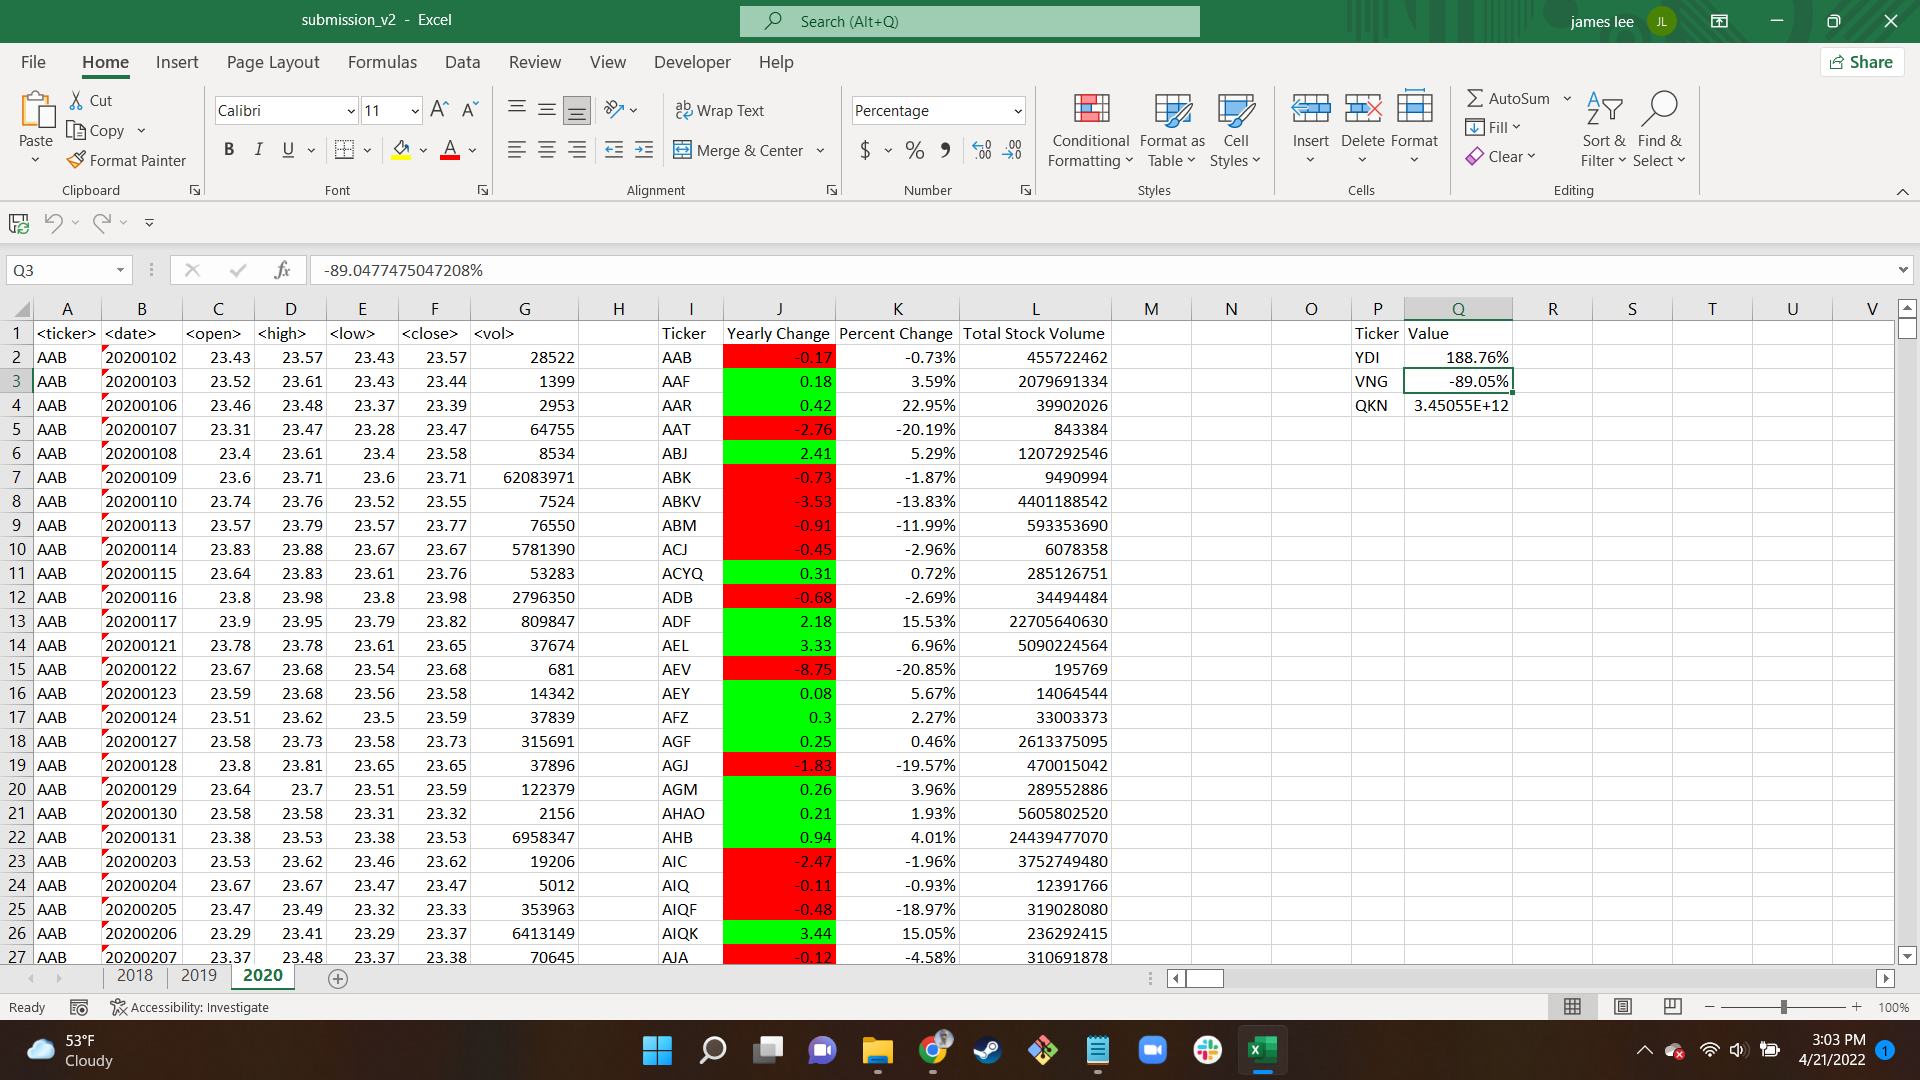 submission_v2 - Excel
Search (Alt+Q)
james lee JL
File Home Insert Page Layout Formulas Data Review View Developer Help Share
Paste Cut Copy Format Painter Clipboard
Calibri 11 B I U A Font
Wrap Text Merge & Center Alignment
Percentage $ % Number
Conditional Formatting Format as Table Cell Styles Styles
Insert Delete Format Cells
AutoSum Fill Clear Sort & Filter Find & Select Editing
Q3 fx -89.0477475047208%
A B C D E F G H I J K L M N O P Q R S T U V
1 <ticker> <date> <open> <high> <low> <close> <vol> Ticker Yearly Change Percent Change Total Stock Volume Ticker Value
2 AAB 20200102 23.43 23.57 23.43 23.57 28522 AAB -0.17 -0.73% 455722462 YDI 188.76%
3 AAB 20200103 23.52 23.61 23.43 23.44 1399 AAF 0.18 3.59% 2079691334 VNG -89.05%
4 AAB 20200106 23.46 23.48 23.37 23.39 2953 AAR 0.42 22.95% 39902026 QKN 3.45055E+12
5 AAB 20200107 23.31 23.47 23.28 23.47 64755 AAT -2.76 -20.19% 843384
6 AAB 20200108 23.4 23.61 23.4 23.58 8534 ABJ 2.41 5.29% 1207292546
7 AAB 20200109 23.6 23.71 23.6 23.71 62083971 ABK -0.73 -1.87% 9490994
8 AAB 20200110 23.74 23.76 23.52 23.55 7524 ABKV -3.53 -13.83% 4401188542
9 AAB 20200113 23.57 23.79 23.57 23.77 76550 ABM -0.91 -11.99% 593353690
10 AAB 20200114 23.83 23.88 23.67 23.67 5781390 ACJ -0.45 -2.96% 6078358
11 AAB 20200115 23.64 23.83 23.61 23.76 53283 ACYQ 0.31 0.72% 285126751
12 AAB 20200116 23.8 23.98 23.8 23.98 2796350 ADB -0.68 -2.69% 34494484
13 AAB 20200117 23.9 23.95 23.79 23.82 809847 ADF 2.18 15.53% 22705640630
14 AAB 20200121 23.78 23.78 23.61 23.65 37674 AEL 3.33 6.96% 5090224564
15 AAB 20200122 23.67 23.68 23.54 23.68 681 AEV -8.75 -20.85% 195769
16 AAB 20200123 23.59 23.68 23.56 23.58 14342 AEY 0.08 5.67% 14064544
17 AAB 20200124 23.51 23.62 23.5 23.59 37839 AFZ 0.3 2.27% 33003373
18 AAB 20200127 23.58 23.73 23.58 23.73 315691 AGF 0.25 0.46% 2613375095
19 AAB 20200128 23.8 23.81 23.65 23.65 37896 AGJ -1.83 -19.57% 470015042
20 AAB 20200129 23.64 23.7 23.51 23.59 122379 AGM 0.26 3.96% 289552886
21 AAB 20200130 23.58 23.58 23.31 23.32 2156 AHAO 0.21 1.93% 5605802520
22 AAB 20200131 23.38 23.53 23.38 23.53 6958347 AHB 0.94 4.01% 24439477070
23 AAB 20200203 23.53 23.62 23.46 23.62 19206 AIC -2.47 -1.96% 3752749480
24 AAB 20200204 23.67 23.67 23.47 23.47 5012 AIQ -0.11 -0.93% 12391766
25 AAB 20200205 23.47 23.49 23.32 23.33 353963 AIQF -0.48 -18.97% 319028080
26 AAB 20200206 23.29 23.41 23.29 23.37 6413149 AIQK 3.44 15.05% 236292415
27 AAB 20200207 23.37 23.48 23.37 23.38 70645 AJA -0.12 -4.58% 310691878
2018 2019 2020
Ready Accessibility: Investigate 100%
53°F
Cloudy
3:03 PM
4/21/2022 1